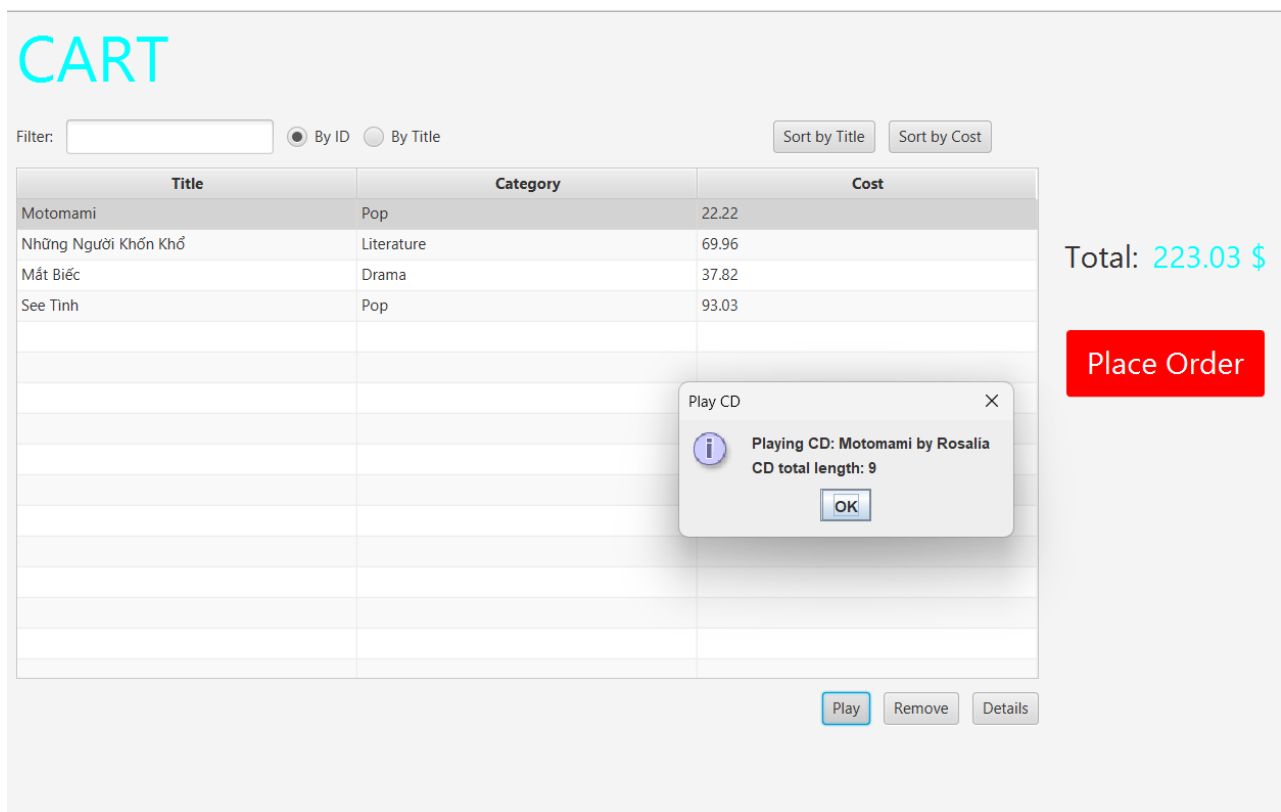 CART
Filter: By ID By Title Sort by Title Sort by Cost
Title Category Cost
Motomami Pop 22.22
Những Người Khốn Khổ Literature 69.96
Mắt Biếc Drama 37.82
See Tình Pop 93.03
Total: 223.03 $
Place Order
Play CD
Playing CD: Motomami by Rosalia
CD total length: 9
OK
Play Remove Details